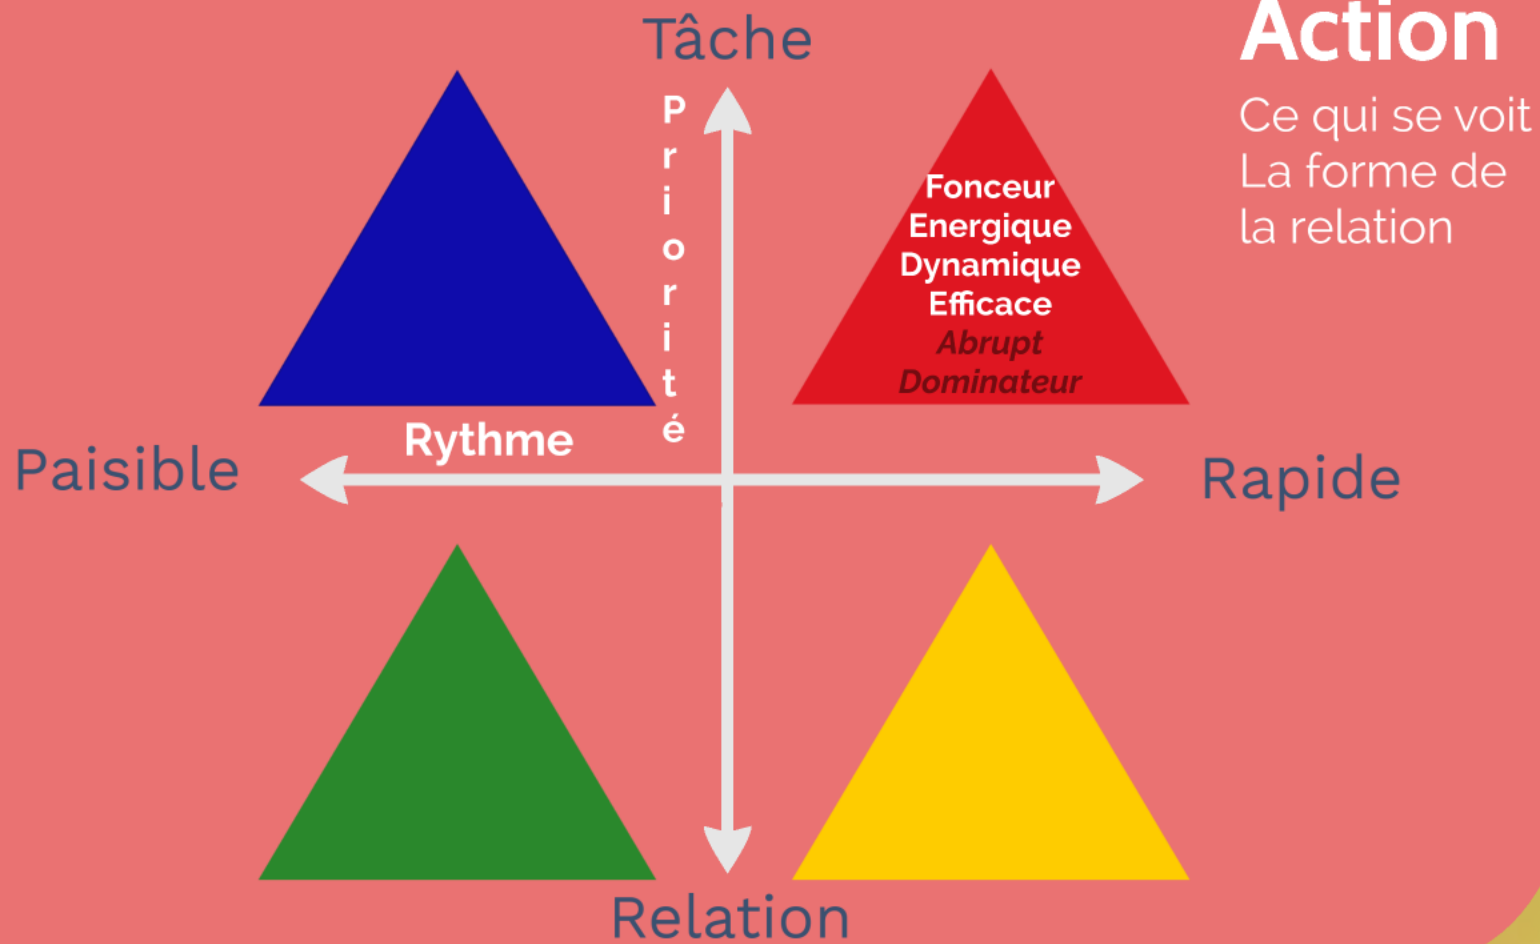 Tâche
Action
Ce qui se voit
La forme de
la relation
Priorité
Fonceur
Energique
Dynamique
Efficace
Abrupt
Dominateur
Rythme
Paisible
Rapide
Relation